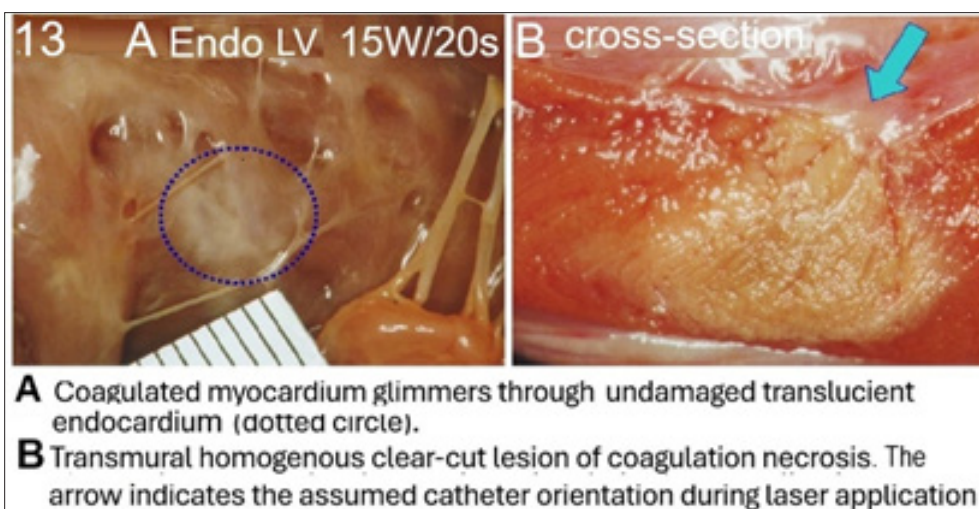 13 A Endo LV 15W/20s B cross-section
A Coagulated myocardium glimmers through undamaged translucient
endocardium (dotted circle).
B Transmural homogenous clear-cut lesion of coagulation necrosis. The
arrow indicates the assumed catheter orientation during laser application